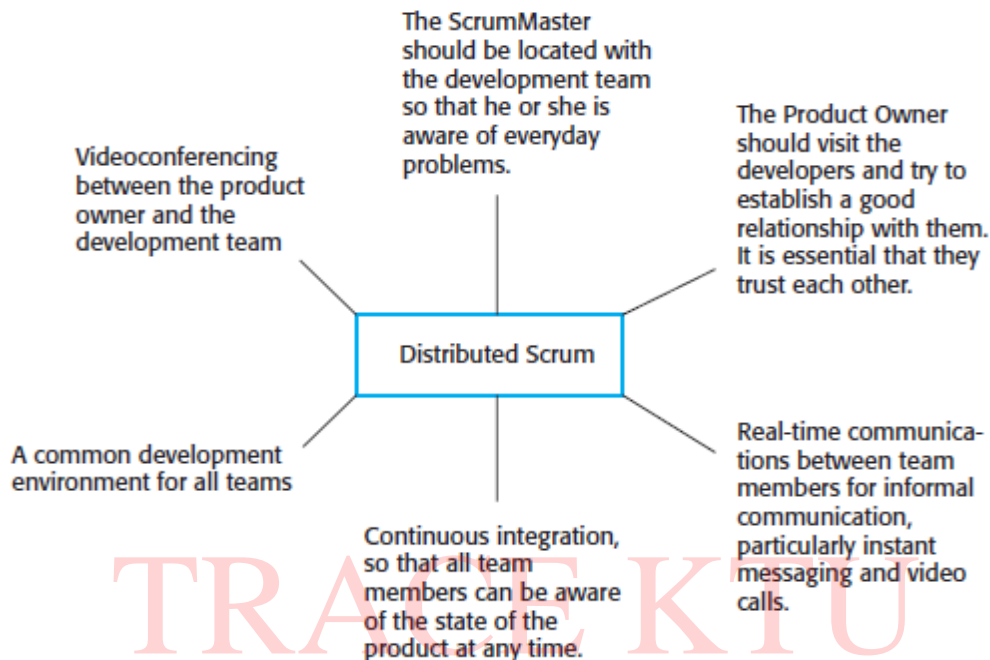 The ScrumMaster
should be located with
the development team
so that he or she is
aware of everyday
problems.
Videoconferencing
between the product
owner and the
development team
The Product Owner
should visit the
developers and try to
establish a good
relationship with them.
It is essential that they
trust each other.
Distributed Scrum
A common development
environment for all teams
Continuous integration,
so that all team
members can be aware
of the state of the
product at any time.
Real-time communica-
tions between team
members for informal
communication,
particularly instant
messaging and video
calls.
TRACE KTU